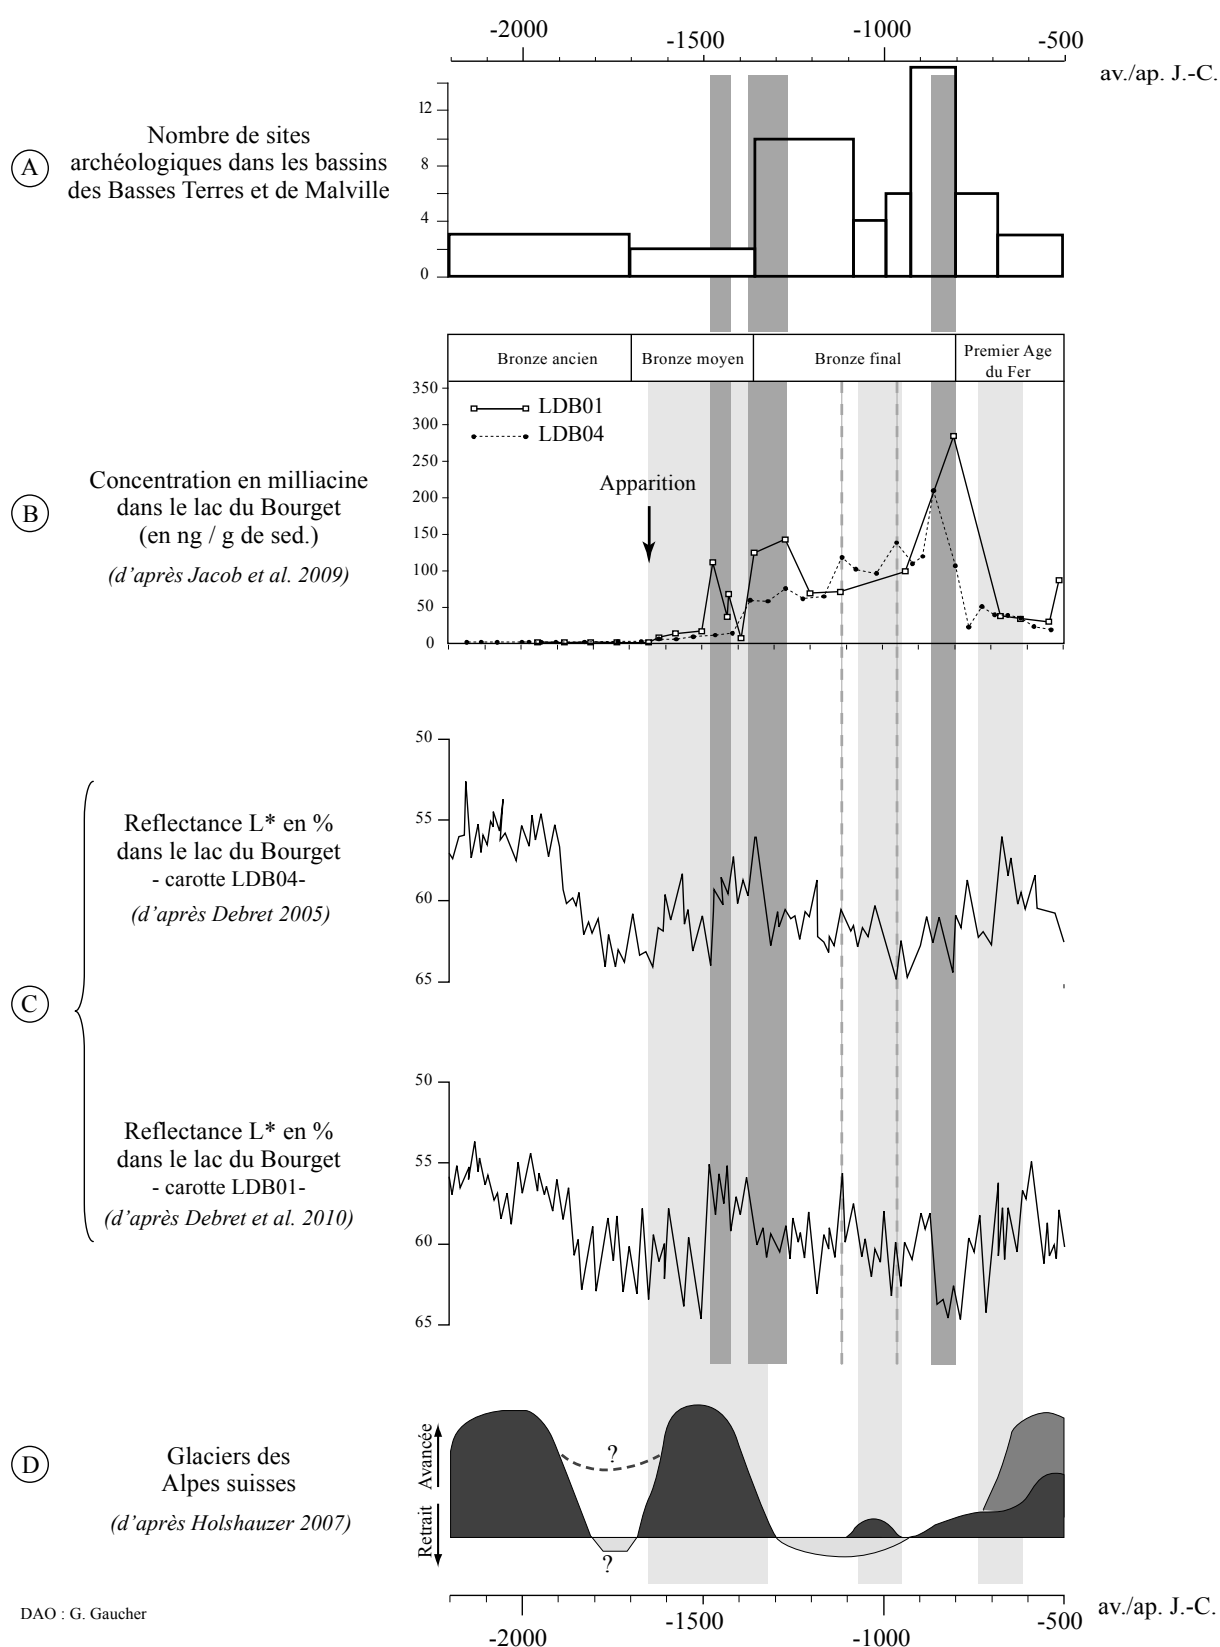 -2000
-1500
-1000
-500
av./ap. J.-C.
A
Nombre de sites
archéologiques dans les bassins
des Basses Terres et de Malville
12
8
4
0
Bronze ancien
Bronze moyen
Bronze final
Premier Age
du Fer
B
Concentration en milliacine
dans le lac du Bourget
(en ng / g de sed.)
(d'après Jacob et al. 2009)
350
300
250
200
150
100
50
0
LDB01
LDB04
Apparition
C
Reflectance L* en %
dans le lac du Bourget
- carotte LDB04-
(d'après Debret 2005)
50
55
60
65
Reflectance L* en %
dans le lac du Bourget
- carotte LDB01-
(d'après Debret et al. 2010)
50
55
60
65
D
Glaciers des
Alpes suisses
(d'après Holshauzer 2007)
Avancée
Retrait
?
?
DAO : G. Gaucher
-2000
-1500
-1000
-500
av./ap. J.-C.